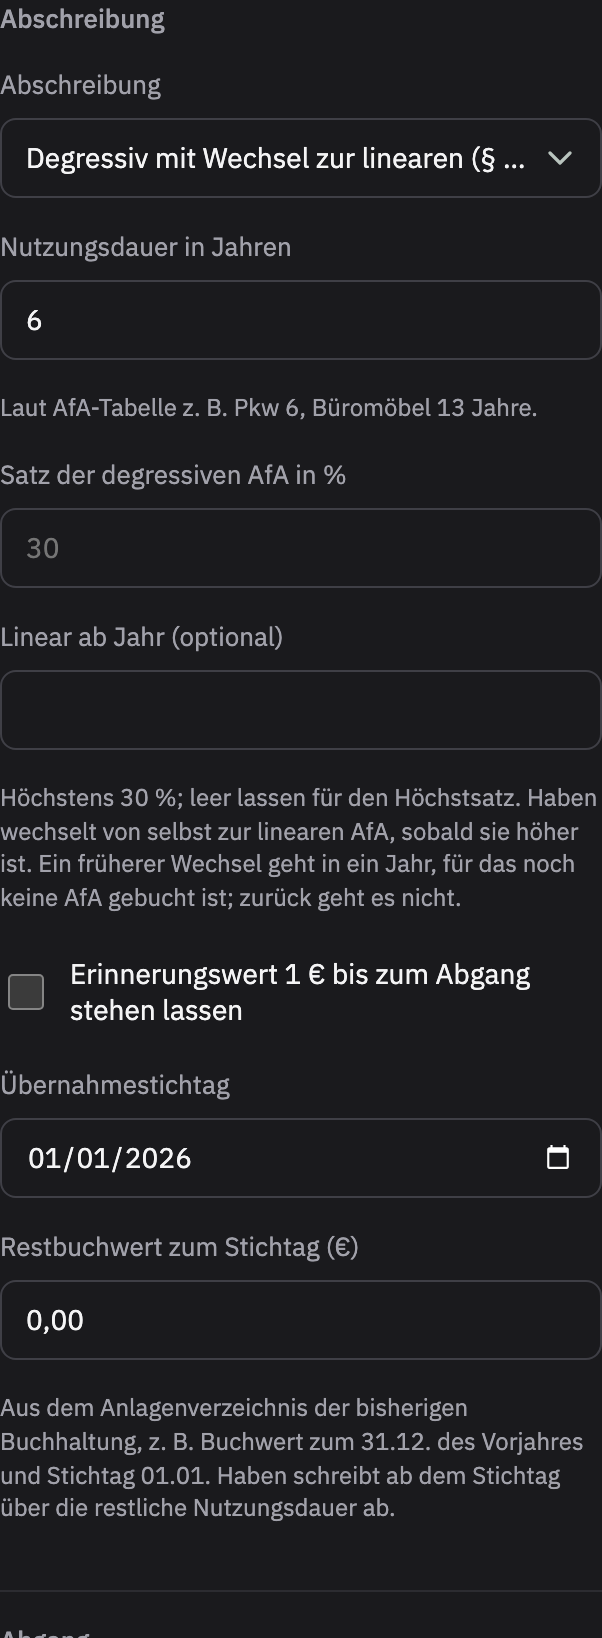 Abschreibung
Abschreibung
Degressiv mit Wechsel zur linearen (§ ...
Nutzungsdauer in Jahren
6
Laut AfA-Tabelle z. B. Pkw 6, Büromöbel 13 Jahre.
Satz der degressiven AfA in %
30
Linear ab Jahr (optional)
Höchstens 30 %; leer lassen für den Höchstsatz. Haben
wechselt von selbst zur linearen AfA, sobald sie höher
ist. Ein früherer Wechsel geht in ein Jahr, für das noch
keine AfA gebucht ist; zurück geht es nicht.
Erinnerungswert 1 € bis zum Abgang
stehen lassen
Übernahmestichtag
01/01/2026
Restbuchwert zum Stichtag (€)
0,00
Aus dem Anlagenverzeichnis der bisherigen
Buchhaltung, z. B. Buchwert zum 31.12. des Vorjahres
und Stichtag 01.01. Haben schreibt ab dem Stichtag
über die restliche Nutzungsdauer ab.
Abgang